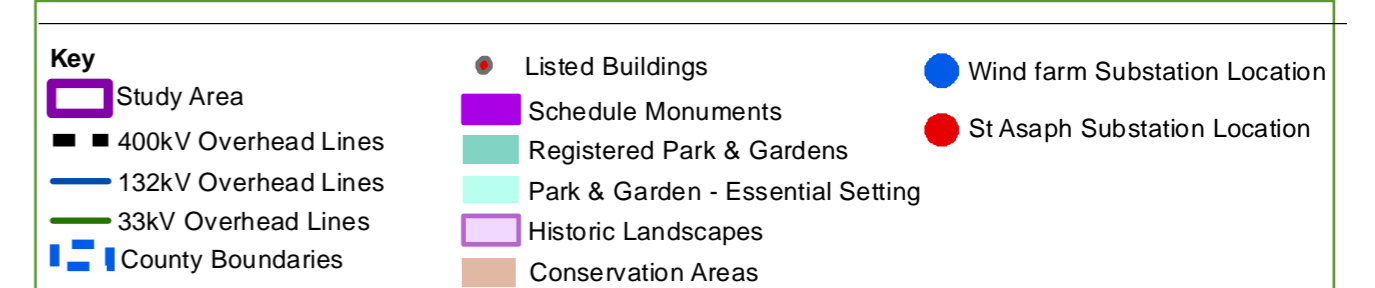 Key
Study Area
400kV Overhead Lines
132kV Overhead Lines
33kV Overhead Lines
County Boundaries
Listed Buildings
Schedule Monuments
Registered Park & Gardens
Park & Garden - Essential Setting
Historic Landscapes
Conservation Areas
Wind farm Substation Location
St Asaph Substation Location